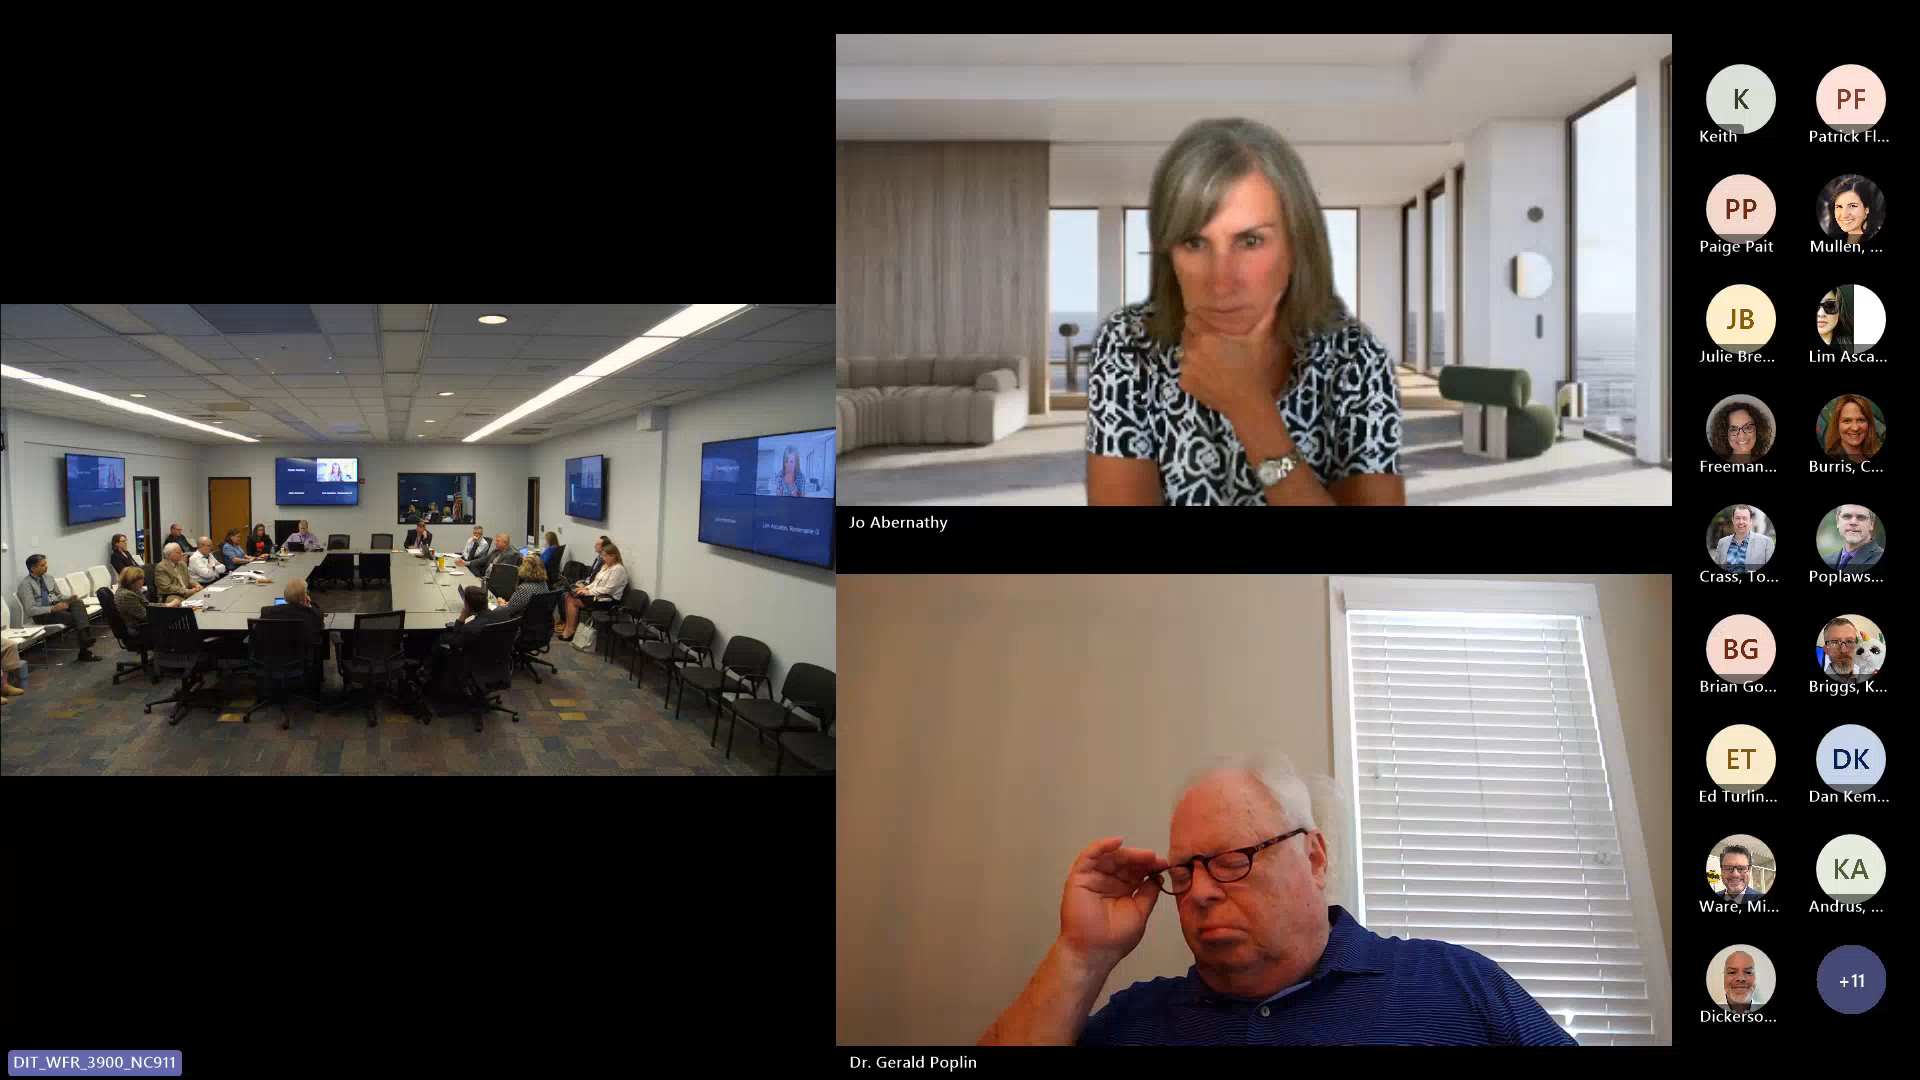 Jo Abernathy
Dr. Gerald Poplin
DIT_WFR_3900_NC911
K
Keith
PF
Patrick Fl...
PP
Paige Pait
Mullen, ...
JB
Julie Bre...
Lim Asca...
Freeman...
Burris, C...
Crass, To...
Poplaws...
BG
Brian Go...
Briggs, K...
ET
Ed Turlin...
DK
Dan Kem...
Ware, Mi...
KA
Andrus, ...
Dickerso...
+11